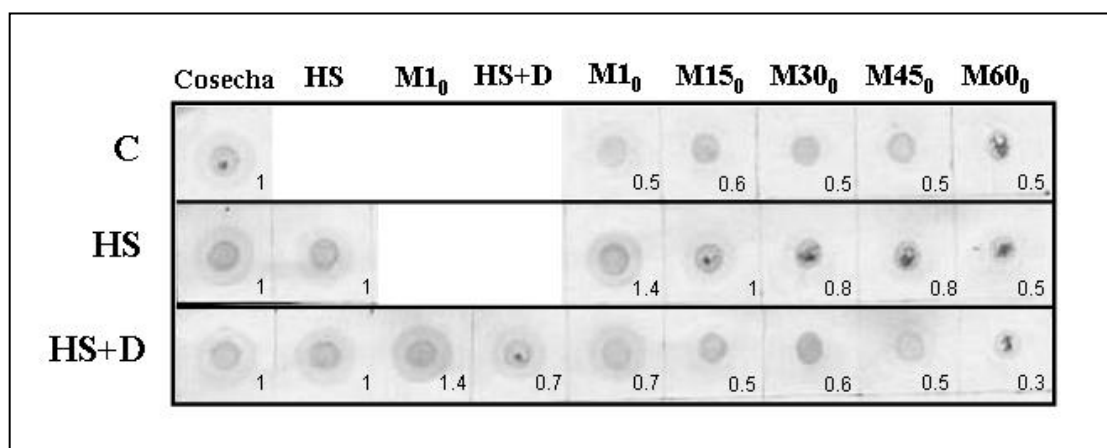 Cosecha HS M1₀ HS+D M1₀ M15₀ M30₀ M45₀ M60₀
C 1 0.5 0.6 0.5 0.5 0.5
HS 1 1 1.4 1. 0.8 0.8 0.5
HS+D 1 1 1.4 0.7 0.7 0.5 0.6 0.5 0.3